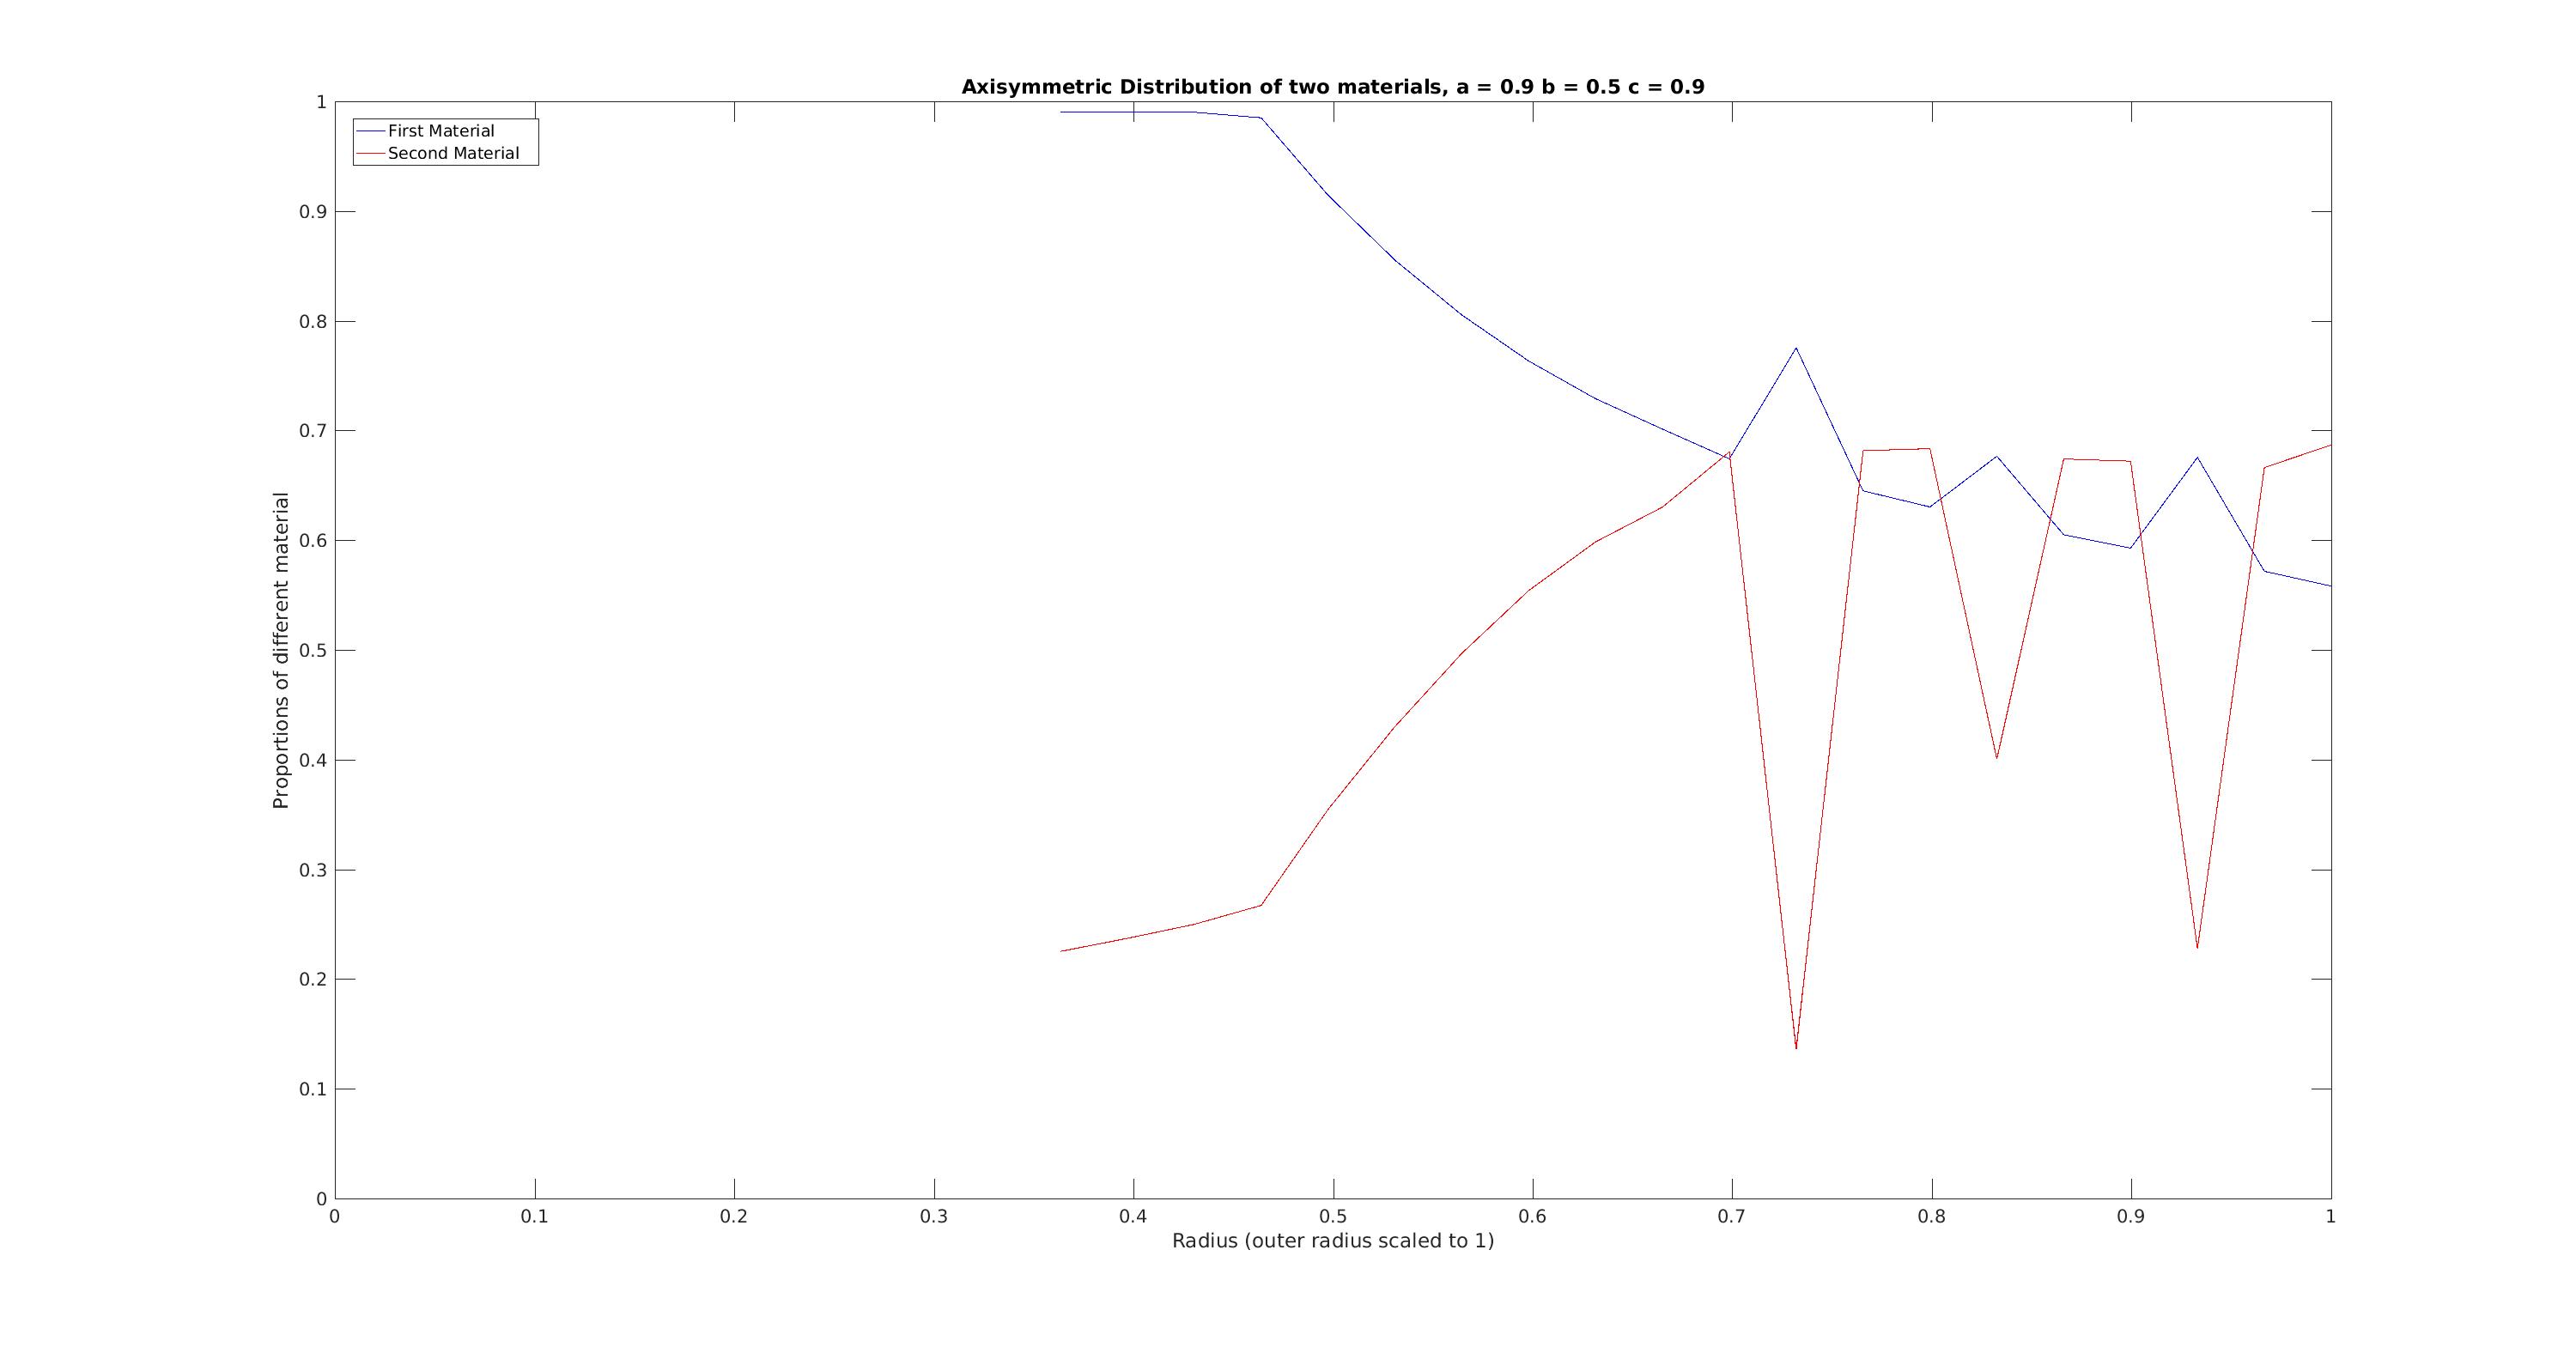 Axisymmetric Distribution of two materials, a = 0.9 b = 0.5 c = 0.9
First Material
Second Material
Proportions of different material
1
0.9
0.8
0.7
0.6
0.5
0.4
0.3
0.2
0.1
0
0 0.1 0.2 0.3 0.4 0.5 0.6 0.7 0.8 0.9 1
Radius (outer radius scaled to 1)